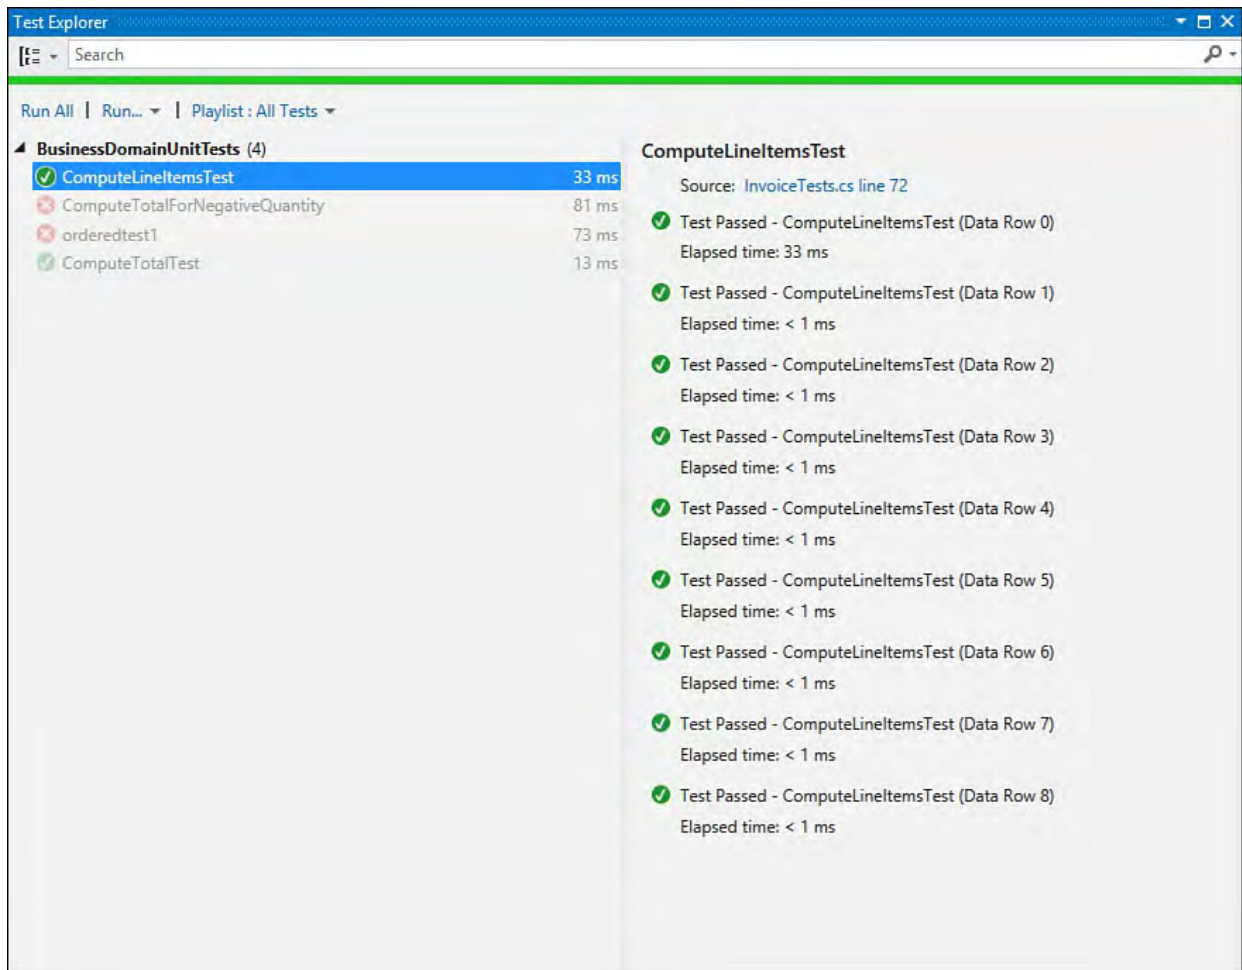 Test Explorer
Search
Run All | Run... | Playlist : All Tests
BusinessDomainUnitTests (4)
ComputeLineItemsTest 33 ms
ComputeTotalForNegativeQuantity 81 ms
orderedtest1 73 ms
ComputeTotalTest 13 ms
ComputeLineItemsTest
Source: InvoiceTests.cs line 72
Test Passed - ComputeLineItemsTest (Data Row 0)
Elapsed time: 33 ms
Test Passed - ComputeLineItemsTest (Data Row 1)
Elapsed time: < 1 ms
Test Passed - ComputeLineItemsTest (Data Row 2)
Elapsed time: < 1 ms
Test Passed - ComputeLineItemsTest (Data Row 3)
Elapsed time: < 1 ms
Test Passed - ComputeLineItemsTest (Data Row 4)
Elapsed time: < 1 ms
Test Passed - ComputeLineItemsTest (Data Row 5)
Elapsed time: < 1 ms
Test Passed - ComputeLineItemsTest (Data Row 6)
Elapsed time: < 1 ms
Test Passed - ComputeLineItemsTest (Data Row 7)
Elapsed time: < 1 ms
Test Passed - ComputeLineItemsTest (Data Row 8)
Elapsed time: < 1 ms